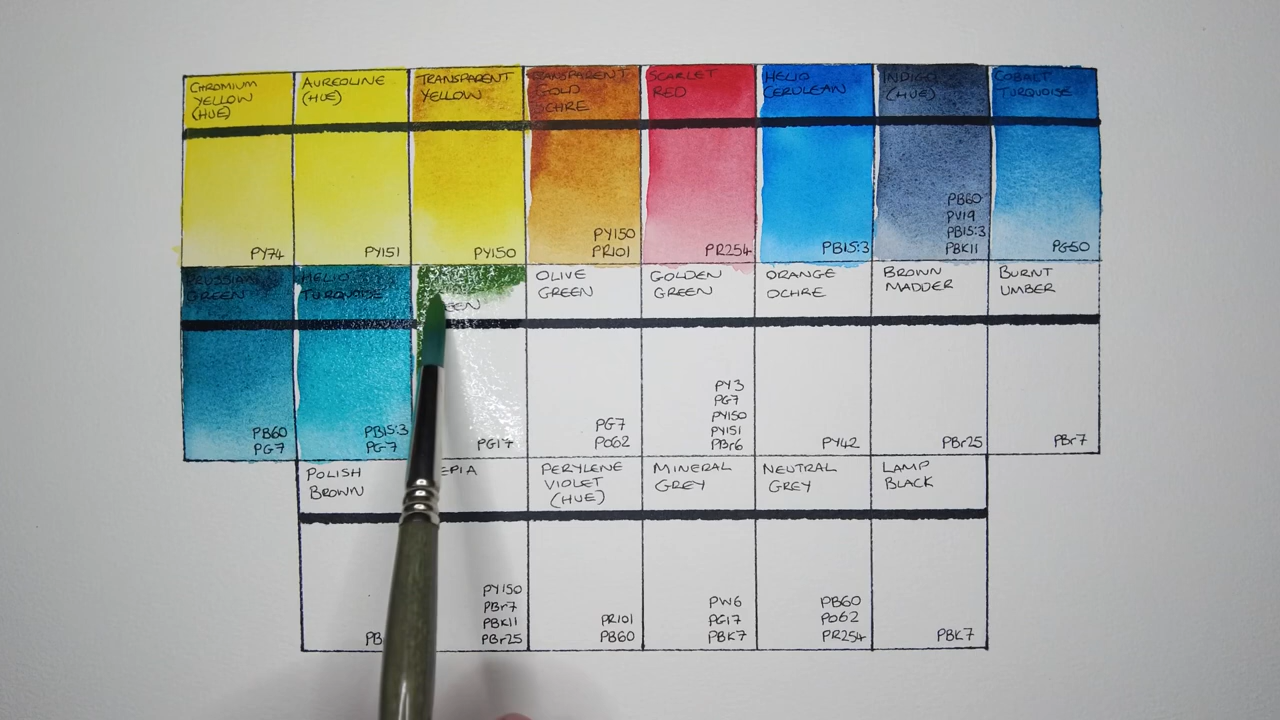 CHROMIUM
YELLOW
(HUE)
PY74
AUREOLINE
(HUE)
PY151
TRANSPARENT
YELLOW
PY150
TRANSPARENT
GOLD
OCHRE
PY150
PR101
SCARLET
RED
PR254
HELIO
CERULEAN
PB15:3
INDIGO
(HUE)
PB60
PV19
PB15:3
PBK11
COBALT
TURQUOISE
PG50
PRUSSIAN
GREEN
PB60
PG7
HELIO
TURQUOISE
PB15:3
PG7
PG17
OLIVE
GREEN
PG7
PO62
GOLDEN
GREEN
PY3
PG7
PY150
PY151
PBr6
ORANGE
OCHRE
PY42
BROWN
MADDER
PBr25
BURNT
UMBER
PBr7
POLISH
BROWN
PB
EPIA
PY150
PBr7
PBK11
PBr25
PERYLENE
VIOLET
(HUE)
PR101
PB60
MINERAL
GREY
PW6
PG17
PBK7
NEUTRAL
GREY
PB60
PO62
PR254
LAMP
BLACK
PBK7